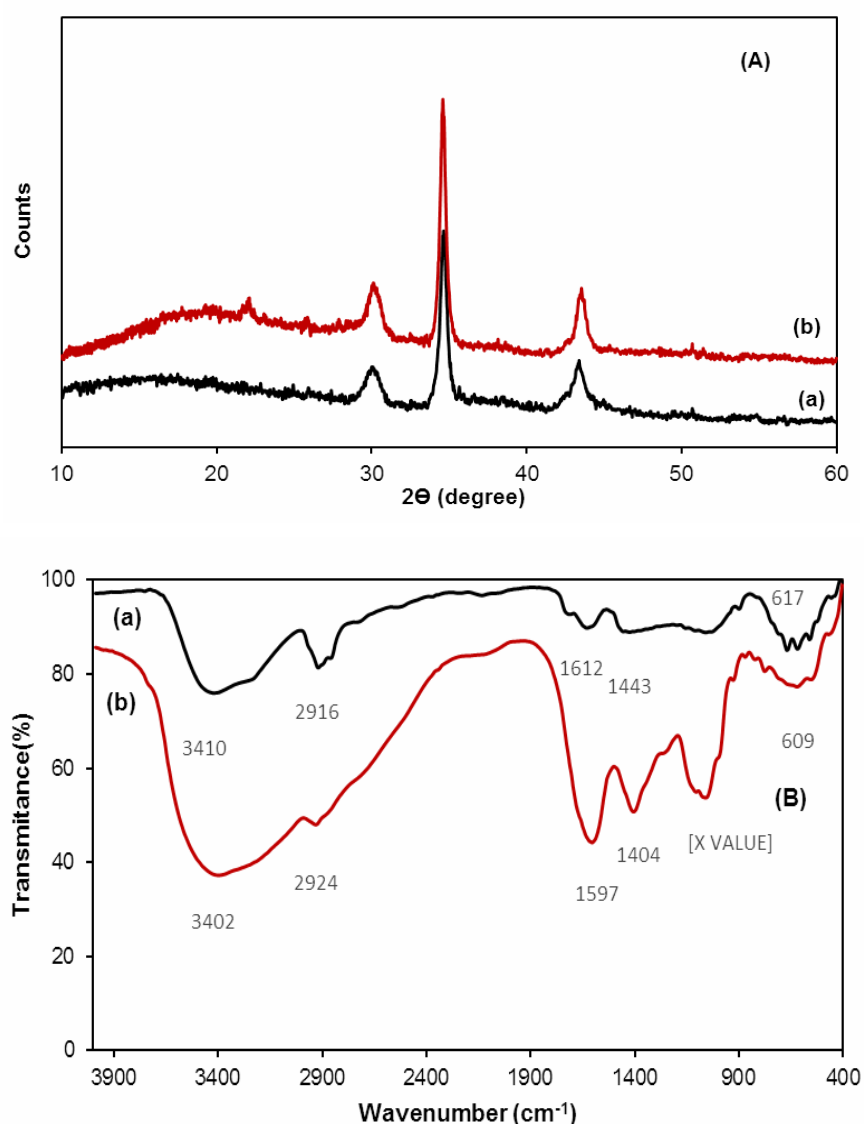 (A)
Counts
(b)
(a)
10 20 30 40 50 60
2Ɵ (degree)
100
80
60
40
20
0
Transmitance(%)
(a)
(b)
617
1612
1443
2916
3410
609
(B)
[X VALUE]
1404
1597
2924
3402
3900 3400 2900 2400 1900 1400 900 400
Wavenumber (cm⁻¹)